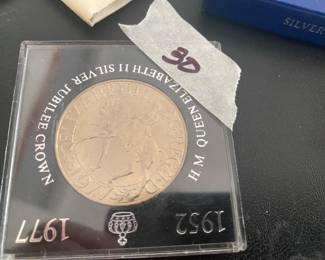 30
SILVER
H M QUEEN ELIZABETH II SILVER JUBILEE CROWN
1952
1977